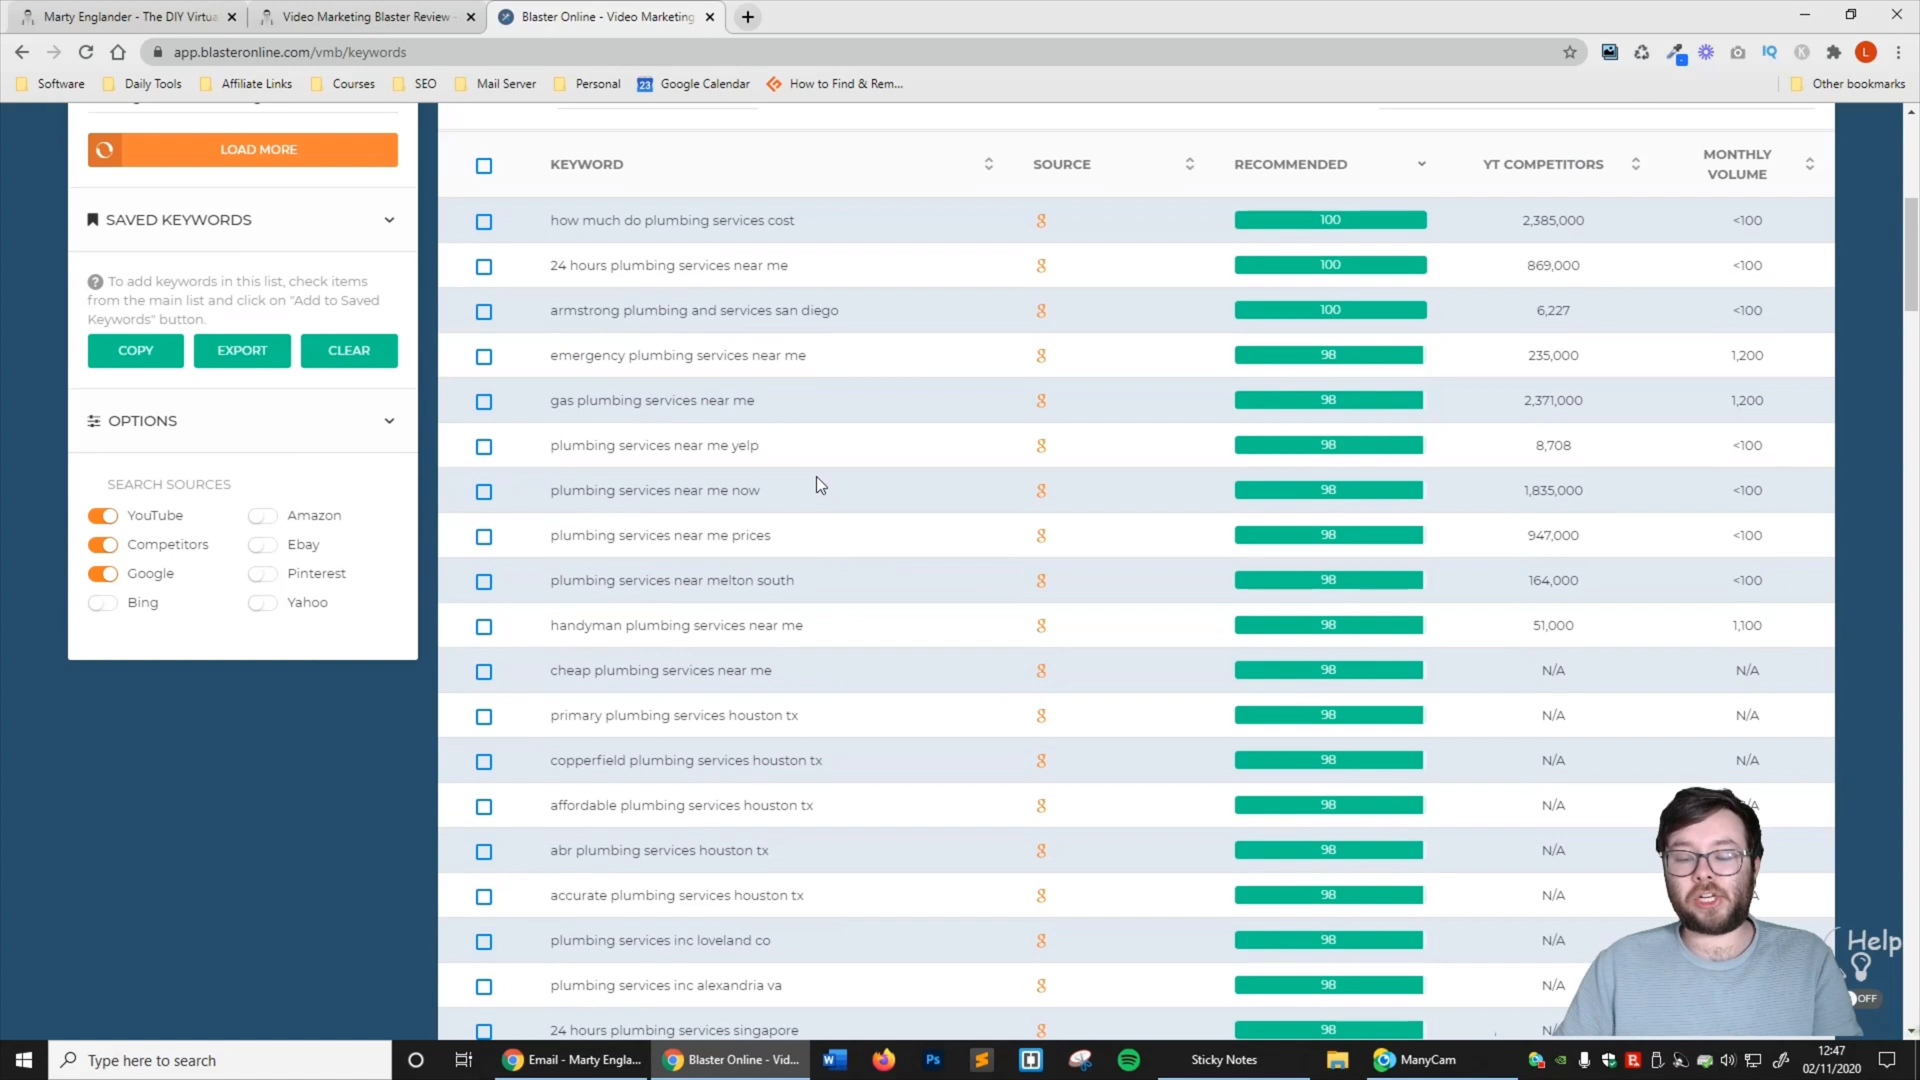 Marty Englander - The DIY Virtua
Video Marketing Blaster Review -
Blaster Online - Video Marketing
app.blasteronline.com/vmb/keywords
Software
Daily Tools
Affiliate Links
Courses
SEO
Mail Server
Personal
23 Google Calendar
How to Find & Rem...
Other bookmarks
LOAD MORE
SAVED KEYWORDS
To add keywords in this list, check items
from the main list and click on "Add to Saved
Keywords" button.
COPY EXPORT CLEAR
OPTIONS
SEARCH SOURCES
YouTube Amazon
Competitors Ebay
Google Pinterest
Bing Yahoo
KEYWORD SOURCE RECOMMENDED YT COMPETITORS MONTHLY VOLUME
how much do plumbing services cost g 100 2,385,000 <100
24 hours plumbing services near me g 100 869,000 <100
armstrong plumbing and services san diego g 100 6,227 <100
emergency plumbing services near me g 98 235,000 1,200
gas plumbing services near me g 98 2,371,000 1,200
plumbing services near me yelp g 98 8,708 <100
plumbing services near me now g 98 1,835,000 <100
plumbing services near me prices g 98 947,000 <100
plumbing services near melton south g 98 164,000 <100
handyman plumbing services near me g 98 51,000 1,100
cheap plumbing services near me g 98 N/A N/A
primary plumbing services houston tx g 98 N/A N/A
copperfield plumbing services houston tx g 98 N/A N/A
affordable plumbing services houston tx g 98 N/A
abr plumbing services houston tx g 98 N/A
accurate plumbing services houston tx g 98 N/A
plumbing services inc loveland co g 98 N/A
plumbing services inc alexandria va g 98 N/A
24 hours plumbing services singapore g 98
Help
OFF
Type here to search
Email - Marty Engla...
Blaster Online - Vid...
Sticky Notes
ManyCam
12:47
02/11/2020